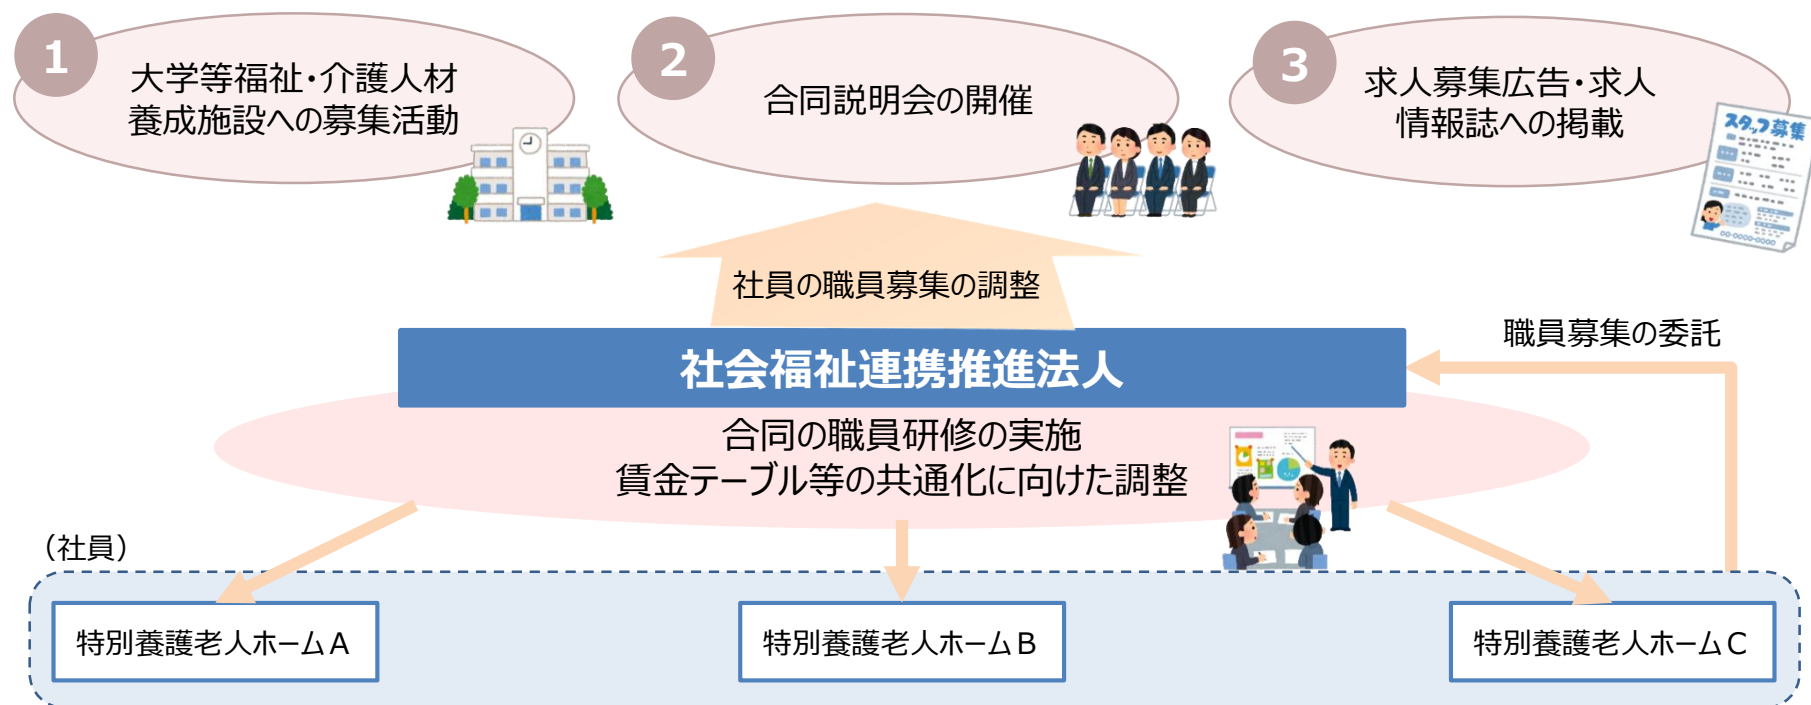 1
大学等福祉・介護人材
養成施設への募集活動
2
合同説明会の開催
3
求人募集広告・求人
情報誌への掲載
スタッフ募集
00-0000-0000
社員の職員募集の調整
職員募集の委託
社会福祉連携推進法人
合同の職員研修の実施
賃金テーブル等の共通化に向けた調整
（社員）
特別養護老人ホームA
特別養護老人ホームB
特別養護老人ホームC